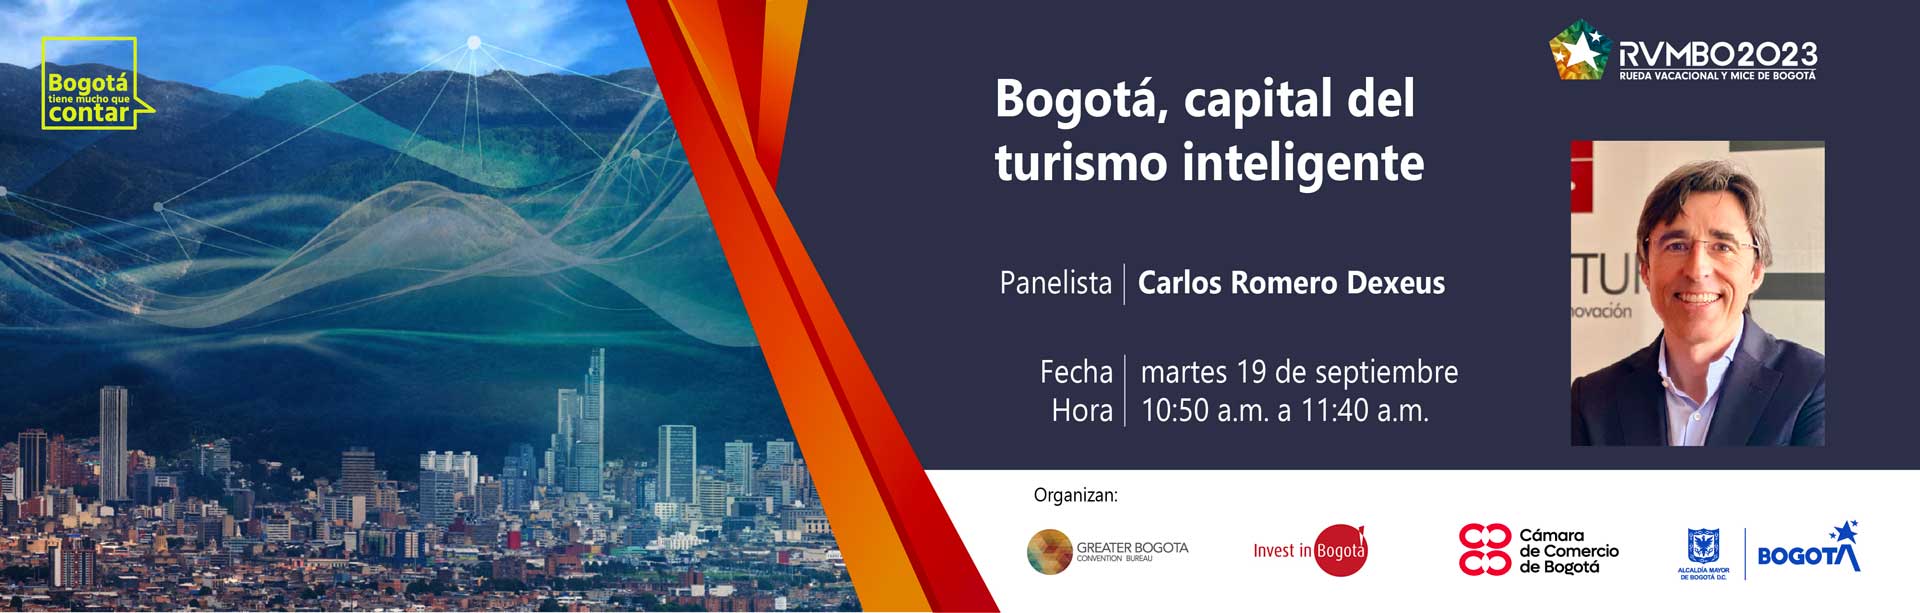 Bogotá
tiene mucho que
contar
RVMBO2023
RUEDA VACACIONAL Y MICE DE BOGOTÁ
Bogotá, capital del
turismo inteligente
Panelista
Carlos Romero Dexeus
Fecha
martes 19 de septiembre
Hora
10:50 a.m. a 11:40 a.m.
TUR
novación
Organizan:
GREATER BOGOTA
CONVENTION BUREAU
Invest in Bogota
Cámara
de Comercio
de Bogotá
ALCALDÍA MAYOR
DE BOGOTÁ D.C.
BOGOTÁ